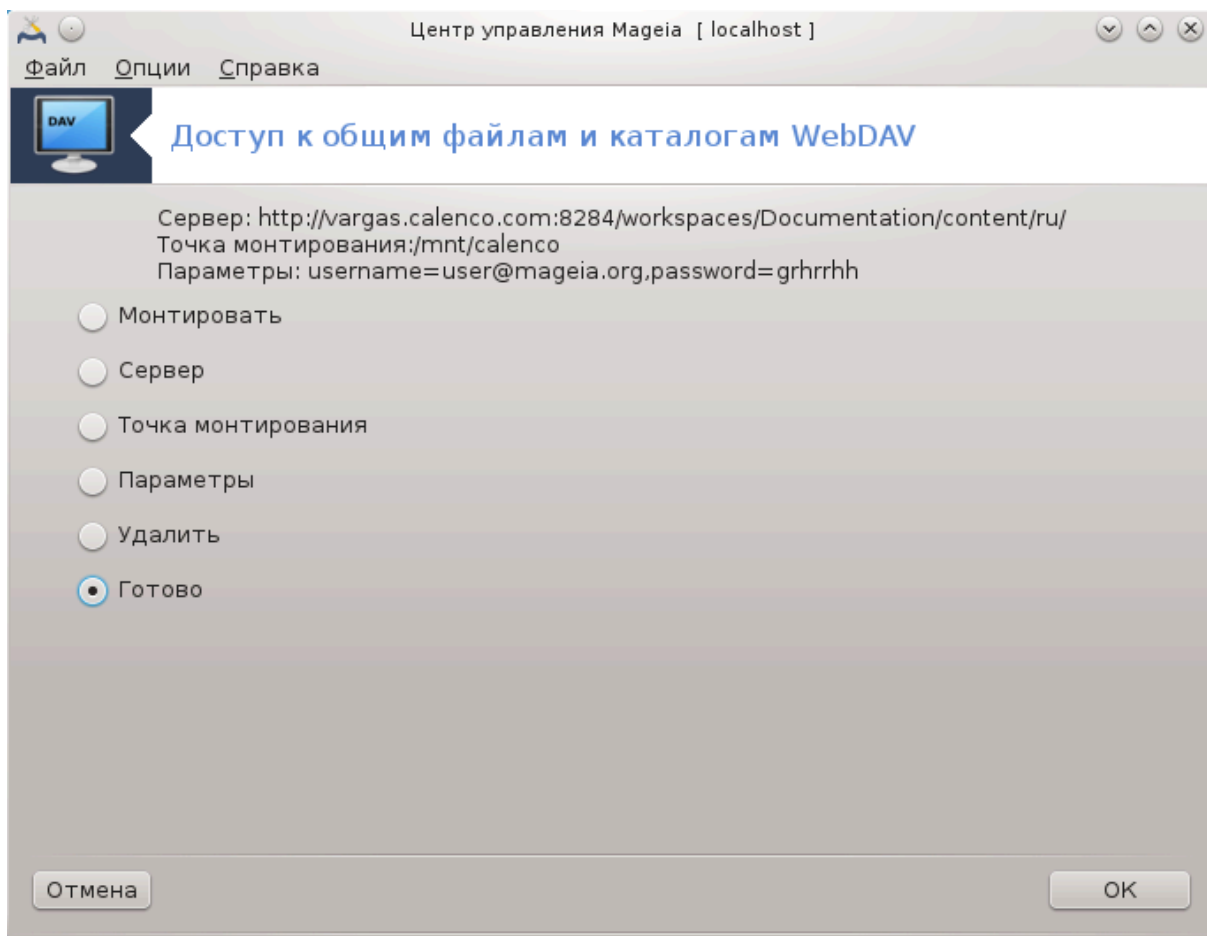 Центр управления Mageia [ localhost ]
Файл Опции Справка
DAV
Доступ к общим файлам и каталогам WebDAV
Сервер: http://vargas.calenco.com:8284/workspaces/Documentation/content/ru/
Точка монтирования:/mnt/calenco
Параметры: username=user@mageia.org,password=grhrrhh
Монтировать
Сервер
Точка монтирования
Параметры
Удалить
Готово
Отмена
OK